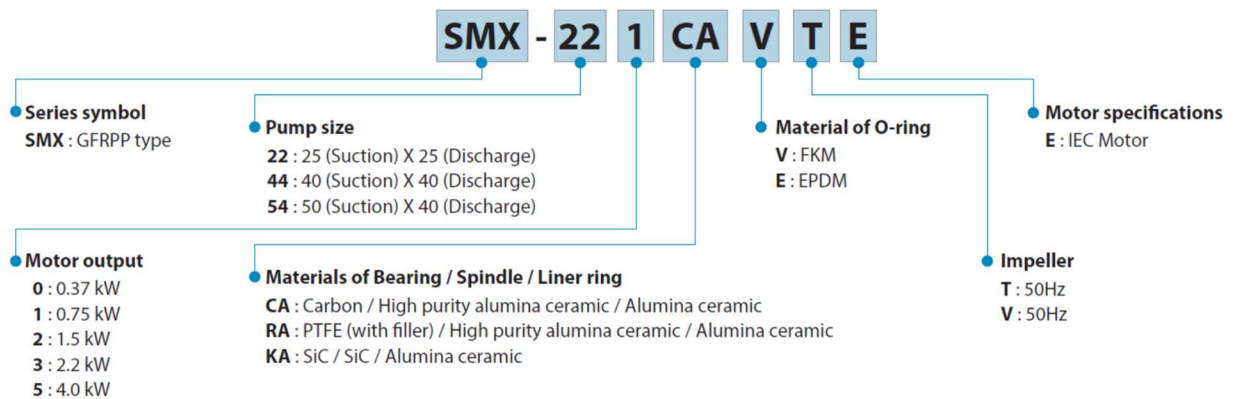 SMX - 22 1 CA V T E
Series symbol
SMX : GFRPP type
Pump size
22 : 25 (Suction) X 25 (Discharge)
44 : 40 (Suction) X 40 (Discharge)
54 : 50 (Suction) X 40 (Discharge)
Material of O-ring
V : FKM
E : EPDM
Motor specifications
E : IEC Motor
Motor output
0 : 0.37 kW
1 : 0.75 kW
2 : 1.5 kW
3 : 2.2 kW
5 : 4.0 kW
Materials of Bearing / Spindle / Liner ring
CA : Carbon / High purity alumina ceramic / Alumina ceramic
RA : PTFE (with filler) / High purity alumina ceramic / Alumina ceramic
KA : SiC / SiC / Alumina ceramic
Impeller
T : 50Hz
V : 50Hz